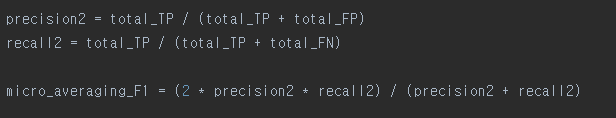 precision2 = total_TP / (total_TP + total_FP)
recall2 = total_TP / (total_TP + total_FN)
micro_averaging_F1 = (2 * precision2 * recall2) / (precision2 + recall2)